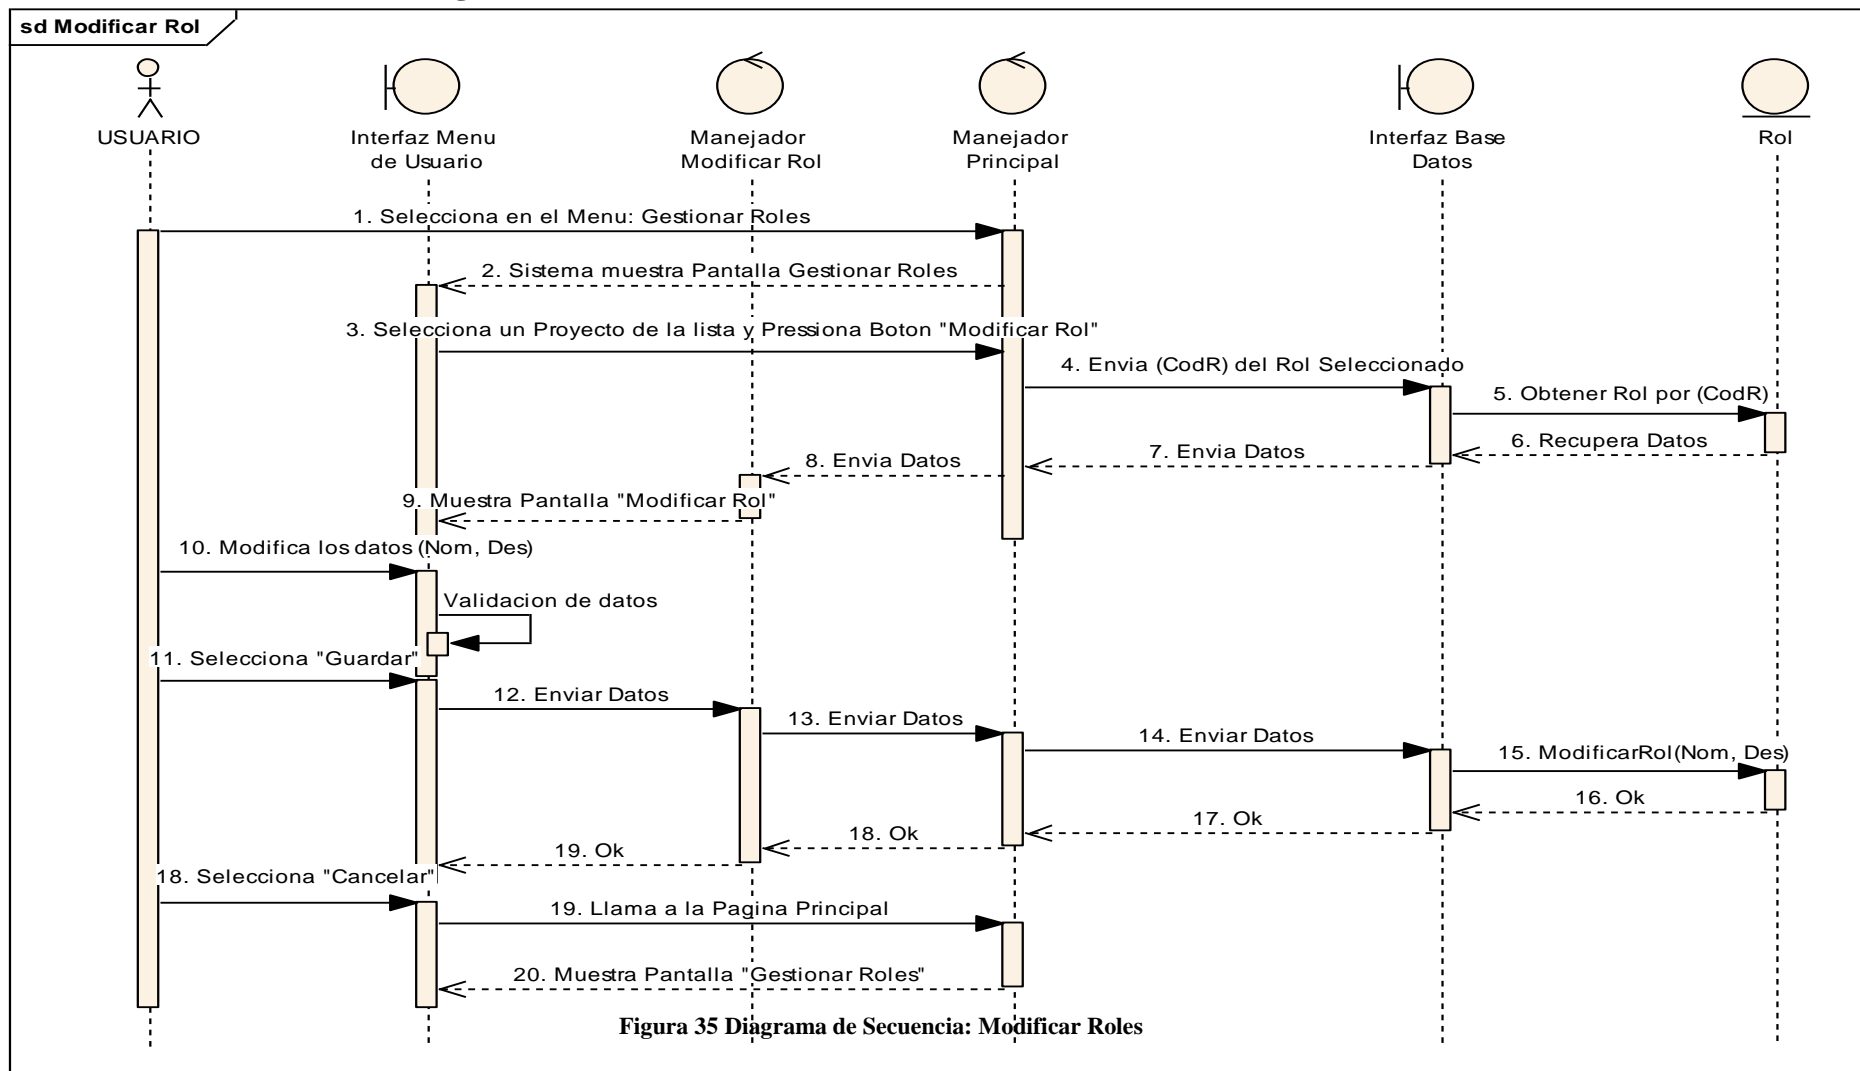 sd Modificar Rol
USUARIO
Interfaz Menu
de Usuario
Manejador
Modificar Rol
Manejador
Principal
Interfaz Base
Datos
Rol
1. Selecciona en el Menu: Gestionar Roles
2. Sistema muestra Pantalla Gestionar Roles
3. Selecciona un Proyecto de la lista y Pressiona Boton "Modificar Rol"
4. Envia (CodR) del Rol Seleccionado
5. Obtener Rol por (CodR)
6. Recupera Datos
7. Envia Datos
8. Envia Datos
9. Muestra Pantalla "Modificar Rol"
10. Modifica los datos (Nom, Des)
Validacion de datos
11. Selecciona "Guardar"
12. Enviar Datos
13. Enviar Datos
14. Enviar Datos
15. ModificarRol(Nom, Des)
16. Ok
17. Ok
18. Ok
19. Ok
18. Selecciona "Cancelar"
19. Llama a la Pagina Principal
20. Muestra Pantalla "Gestionar Roles"
Figura 35 Diagrama de Secuencia: Modificar Roles